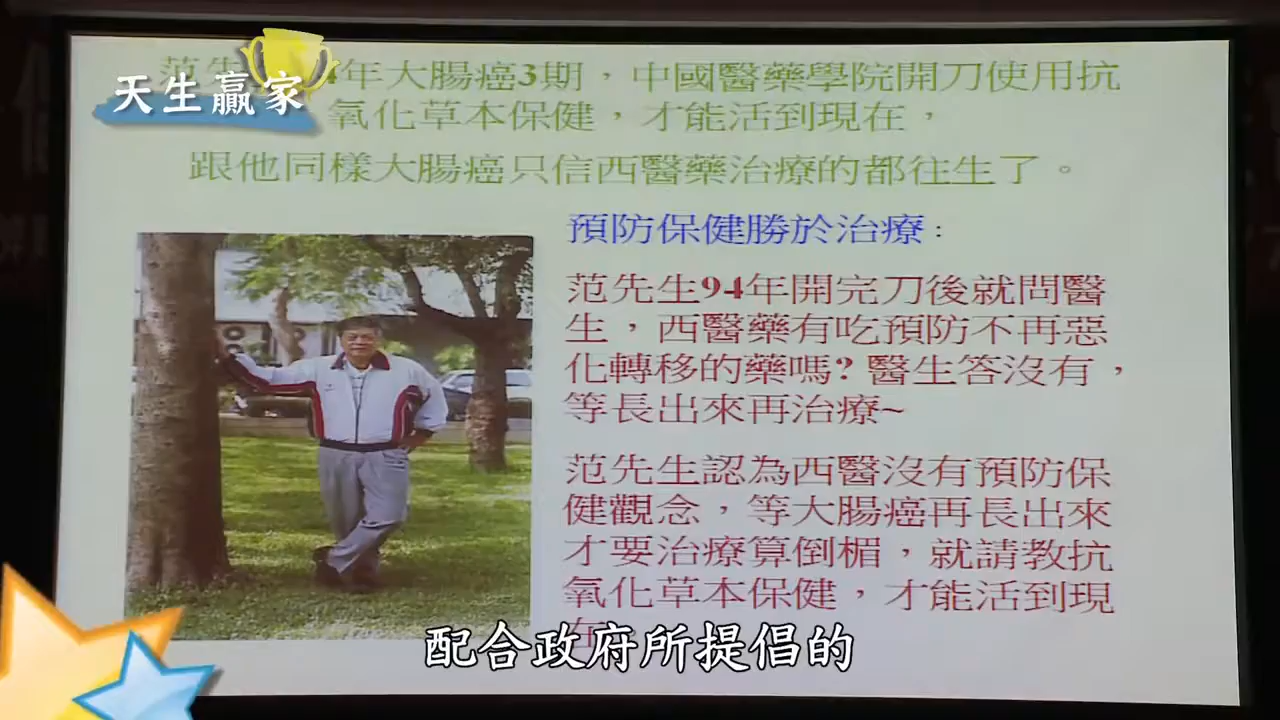 天生贏家
范先生 4年大腸癌3期，中國醫藥學院開刀使用抗
氧化草本保健，才能活到現在，
跟他同樣大腸癌只信西醫藥治療的都往生了。
預防保健勝於治療：
范先生94年開完刀後就問醫
生，西醫藥有吃預防不再惡
化轉移的藥嗎?醫生答沒有，
等長出來再治療~
范先生認為西醫沒有預防保
健觀念，等大腸癌再長出來
才要治療算倒楣，就請教抗
氧化草本保健，才能活到現
在
配合政府所提倡的